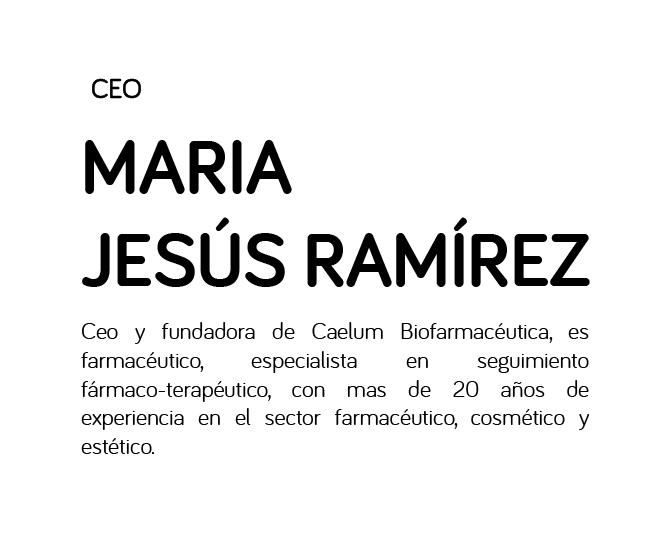 CEO
MARIA
JESÚS RAMÍREZ
Ceo y fundadora de Caelum Biofarmacéutica, es
farmacéutico, especialista en seguimiento
fármaco-terapéutico, con mas de 20 años de
experiencia en el sector farmacéutico, cosmético y
estético.